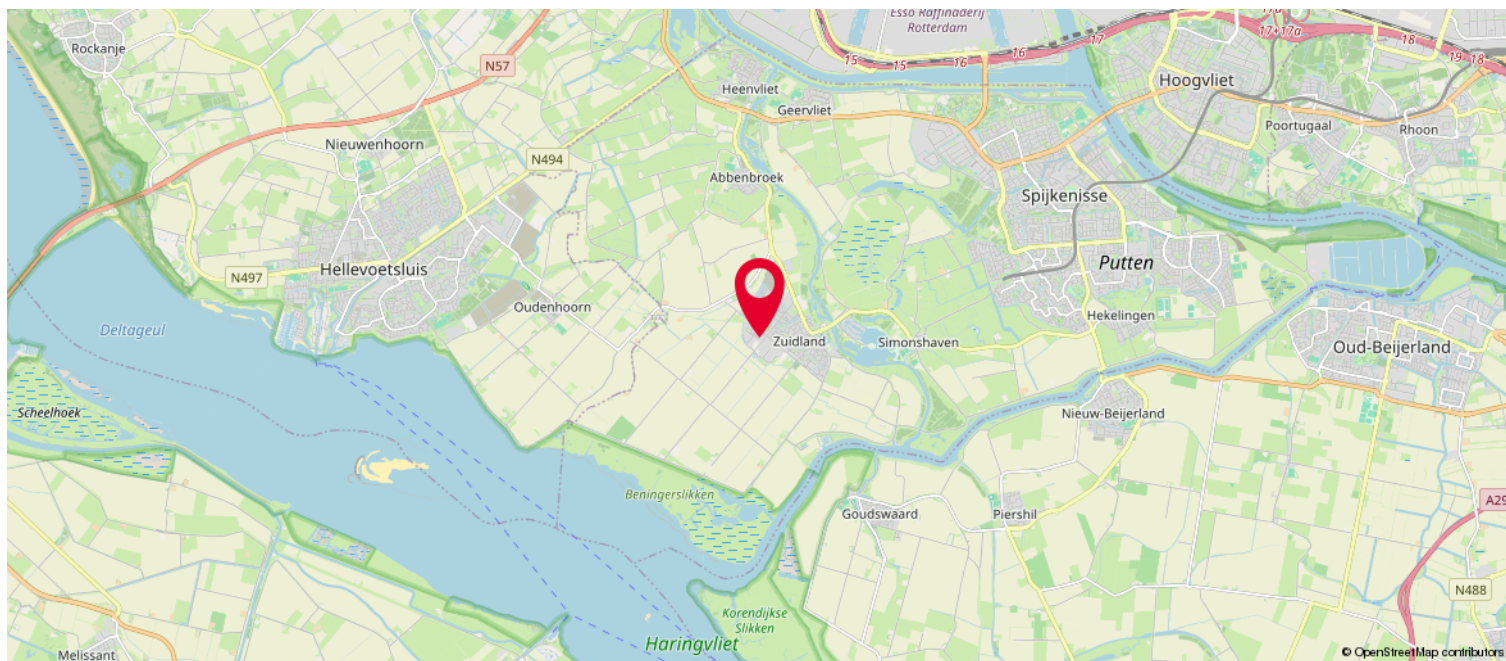 Esso Raffinaderij
Rotterdam
17a
17+17a
Rockanje
N57
15
15
16
16
17
18
19
18
Hoogvliet
Heenvliet
Geervliet
Poortugaal
Rhoon
Nieuwenhoorn
N494
Abbenbroek
Spijkenisse
N497
Hellevoetsluis
Putten
Oudenhoorn
Hekelingen
Deltageul
Zuidland
Simonshaven
Oud-Beijerland
Scheelhoek
Nieuw-Beijerland
Beningerslikken
A29
Goudswaard
Piershil
N488
Korendijkse
Slikken
Haringvliet
Melissant
© OpenStreetMap contributors